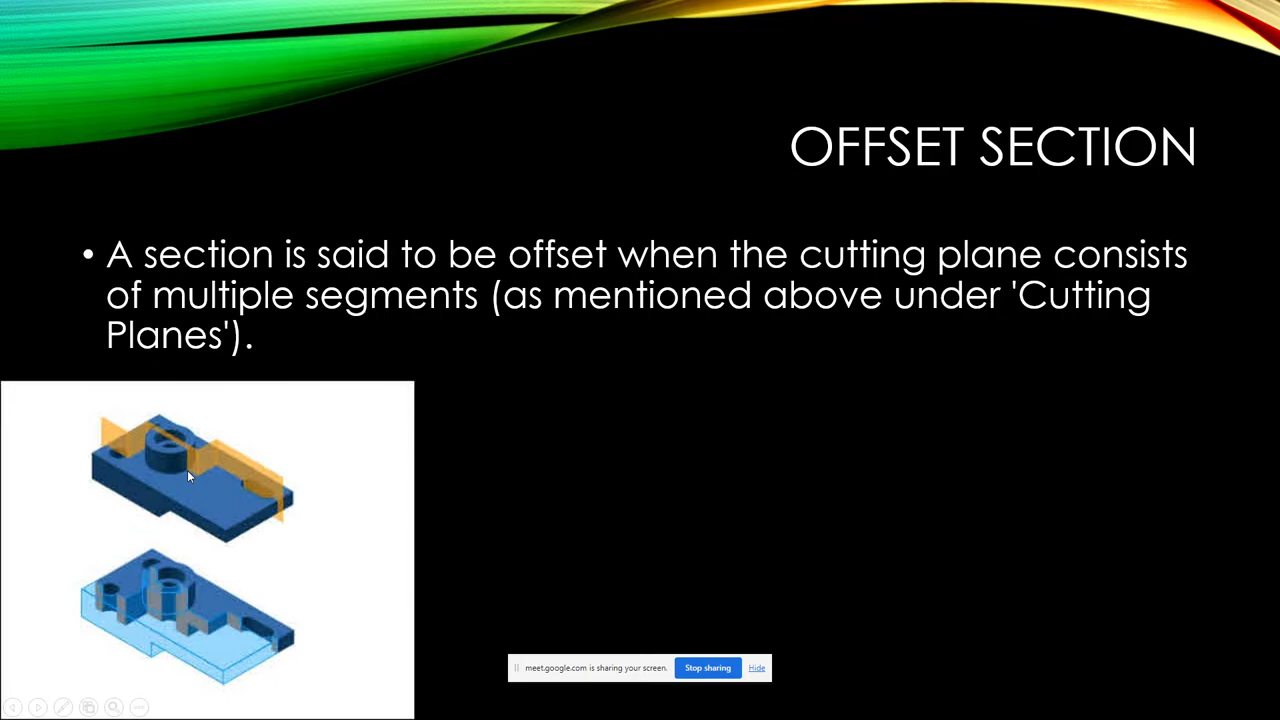 OFFSET SECTION
• A section is said to be offset when the cutting plane consists
of multiple segments (as mentioned above under 'Cutting
Planes').
meet.google.com is sharing your screen. Stop sharing Hide